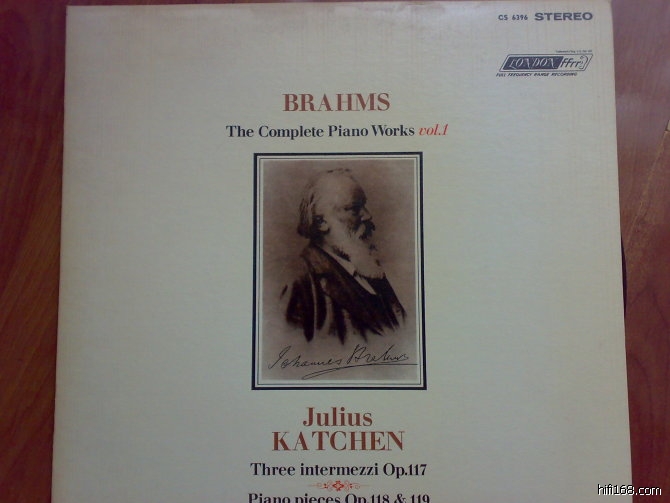 CS 6396 STEREO
LONDON ffrr
FULL FREQUENCY RANGE RECORDING
BRAHMS
The Complete Piano Works vol.1
Johannes Brahms
Julius
KATCHEN
Three intermezzi Op.117
Piano pieces Op.118 & 119
hifi168.com